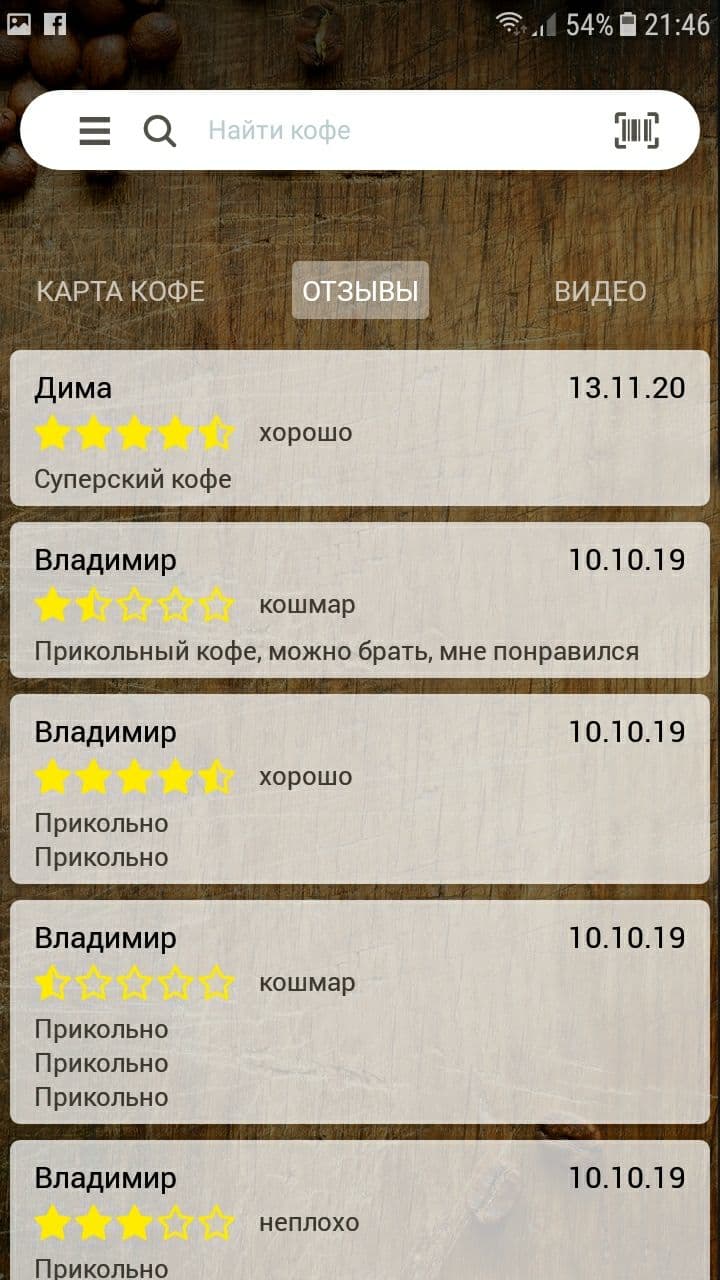 54% 21:46
Найти кофе
КАРТА КОФЕ ОТЗЫВЫ ВИДЕО
Дима 13.11.20
хорошо
Суперский кофе
Владимир 10.10.19
кошмар
Прикольный кофе, можно брать, мне понравился
Владимир 10.10.19
хорошо
Прикольно
Прикольно
Владимир 10.10.19
кошмар
Прикольно
Прикольно
Прикольно
Владимир 10.10.19
неплохо
Прикольно